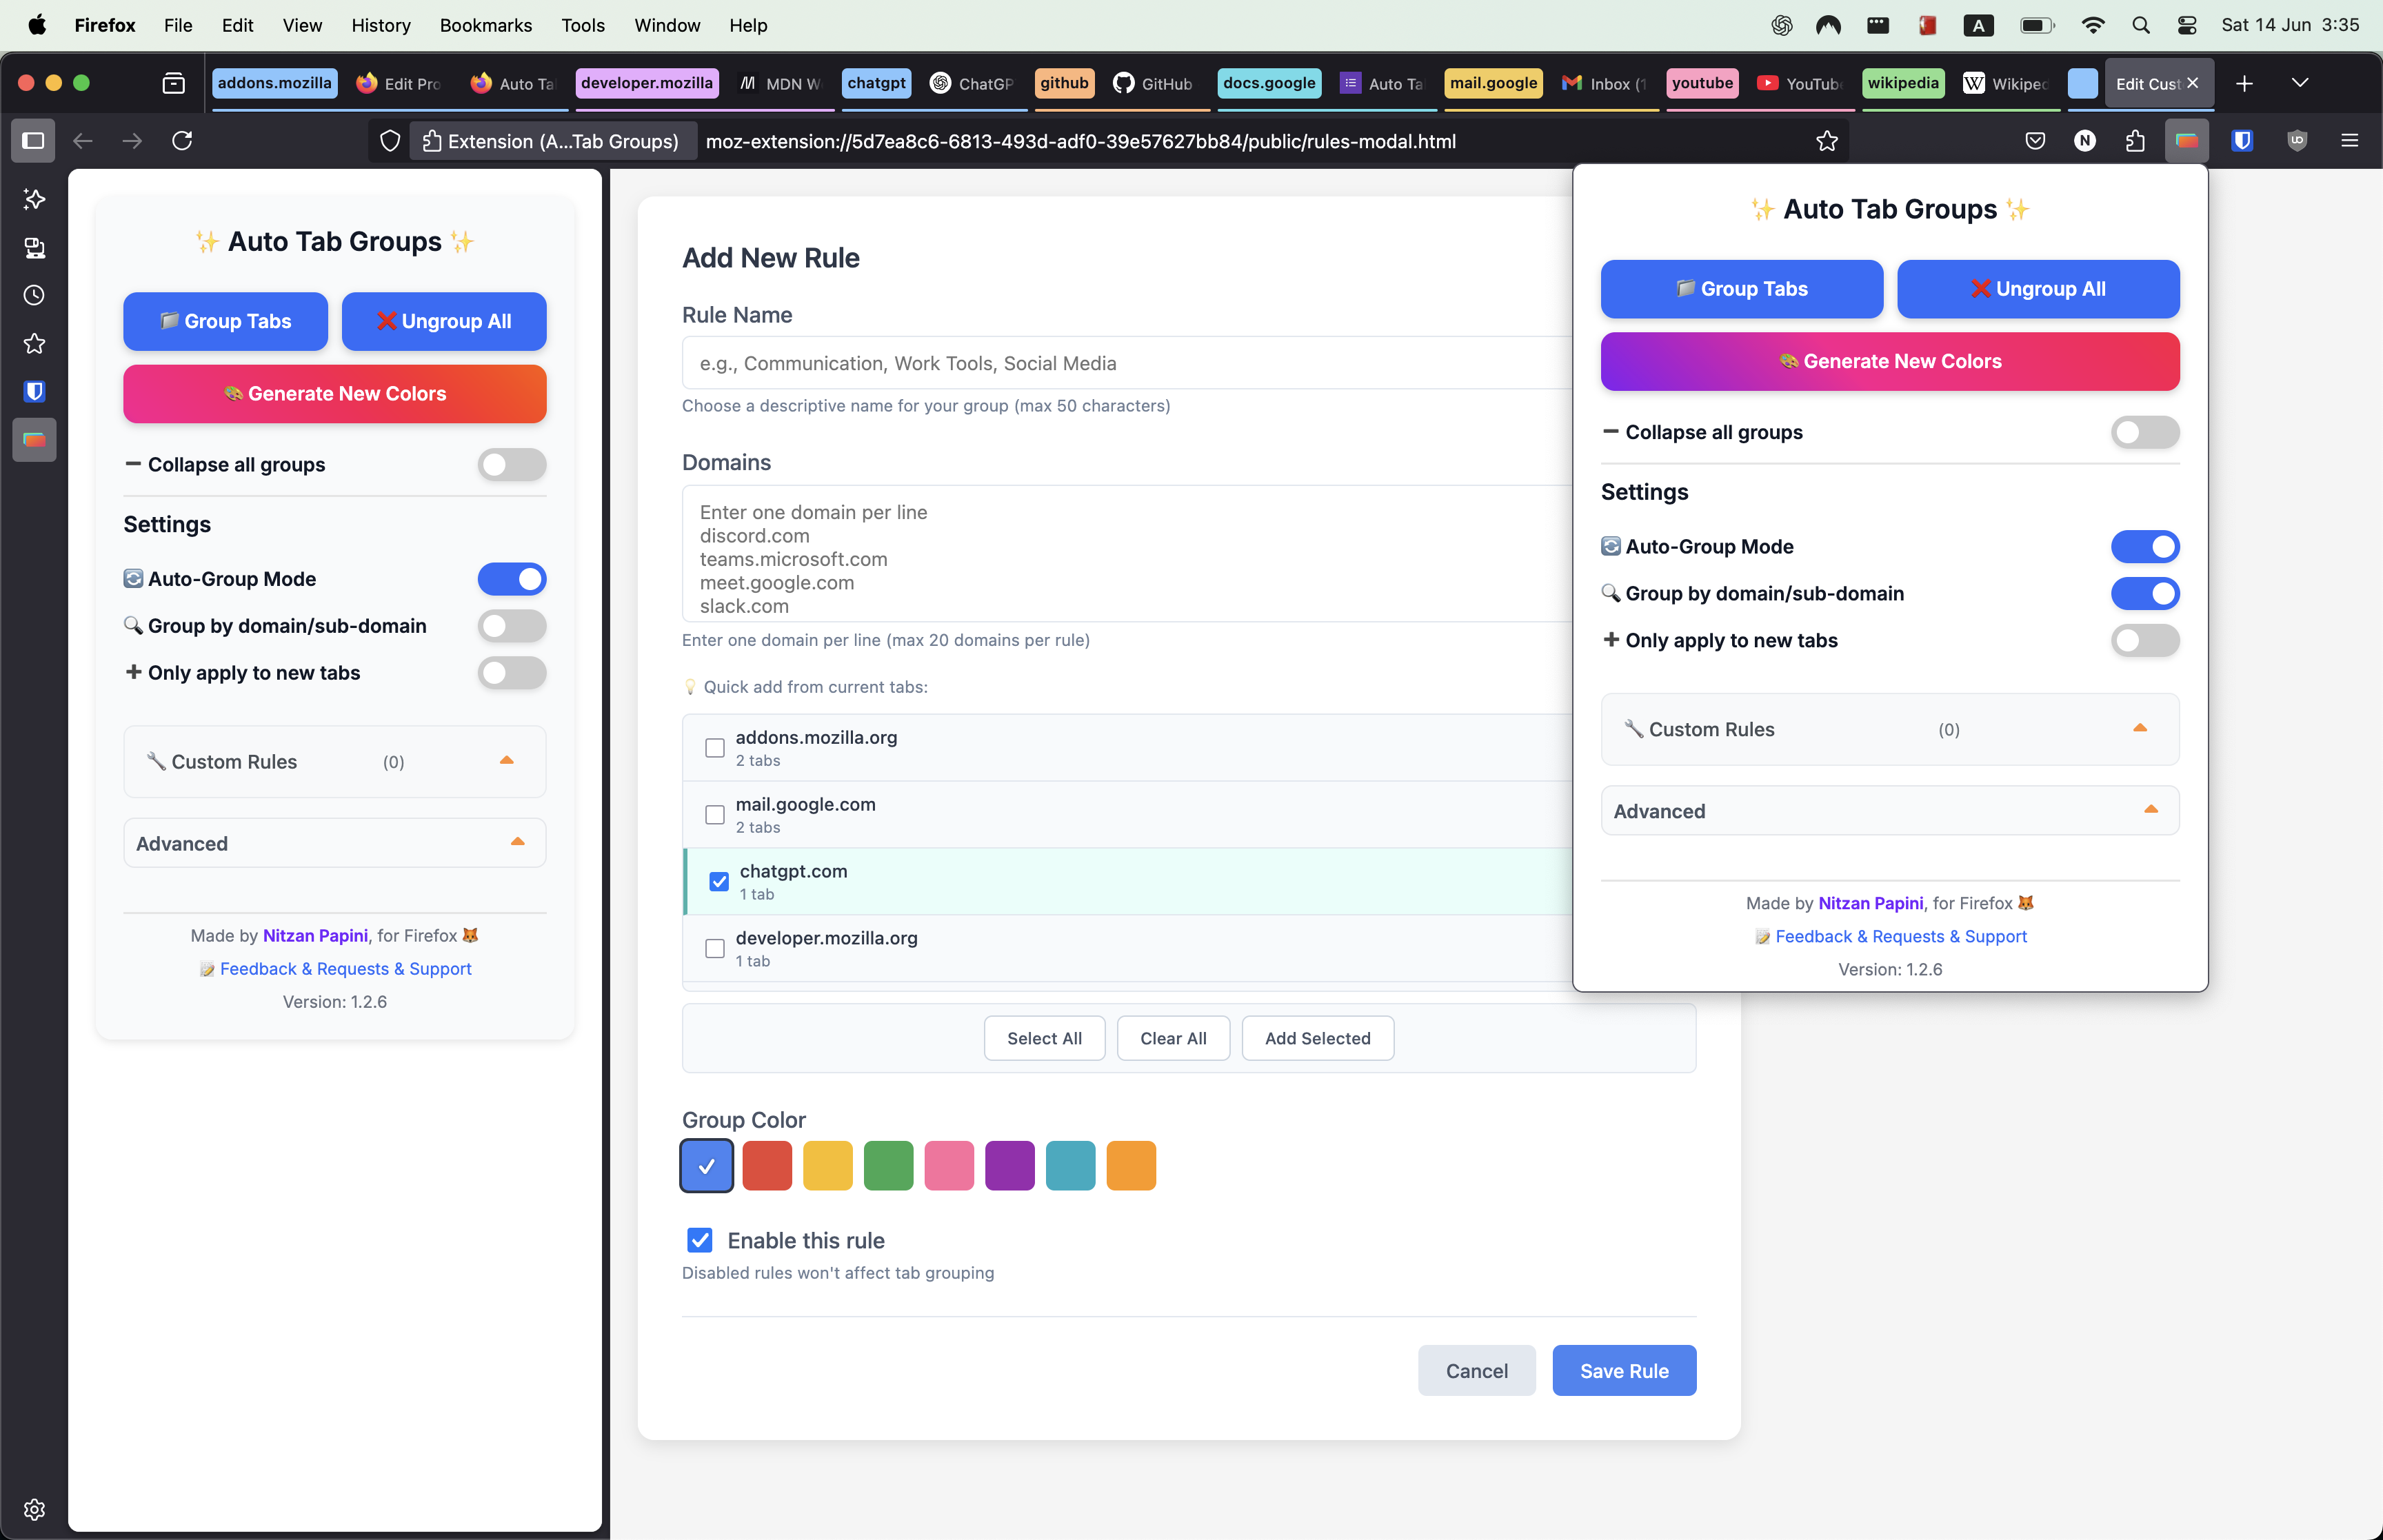 Firefox File Edit View History Bookmarks Tools Window Help
A
Sat 14 Jun 3:35
addons.mozilla Edit Pro Auto Ta developer.mozilla MDN W chatgpt ChatGP github GitHub docs.google Auto Ta mail.google Inbox (1 youtube YouTube wikipedia Wikiped Edit Cust
Extension (A...Tab Groups) moz-extension://5d7ea8c6-6813-493d-adf0-39e57627bb84/public/rules-modal.html
N
✨ Auto Tab Groups ✨
Group Tabs
❌ Ungroup All
🎨 Generate New Colors
Collapse all groups
Settings
Auto-Group Mode
Group by domain/sub-domain
Only apply to new tabs
Custom Rules (0)
Advanced
Made by Nitzan Papini, for Firefox 🦊
📝 Feedback & Requests & Support
Version: 1.2.6
Add New Rule
Rule Name
e.g., Communication, Work Tools, Social Media
Choose a descriptive name for your group (max 50 characters)
Domains
Enter one domain per line
discord.com
teams.microsoft.com
meet.google.com
slack.com
Enter one domain per line (max 20 domains per rule)
💡 Quick add from current tabs:
addons.mozilla.org
2 tabs
mail.google.com
2 tabs
chatgpt.com
1 tab
developer.mozilla.org
1 tab
Select All
Clear All
Add Selected
Group Color
Enable this rule
Disabled rules won't affect tab grouping
Cancel
Save Rule
✨ Auto Tab Groups ✨
Group Tabs
❌ Ungroup All
🎨 Generate New Colors
Collapse all groups
Settings
Auto-Group Mode
Group by domain/sub-domain
Only apply to new tabs
Custom Rules (0)
Advanced
Made by Nitzan Papini, for Firefox 🦊
📝 Feedback & Requests & Support
Version: 1.2.6